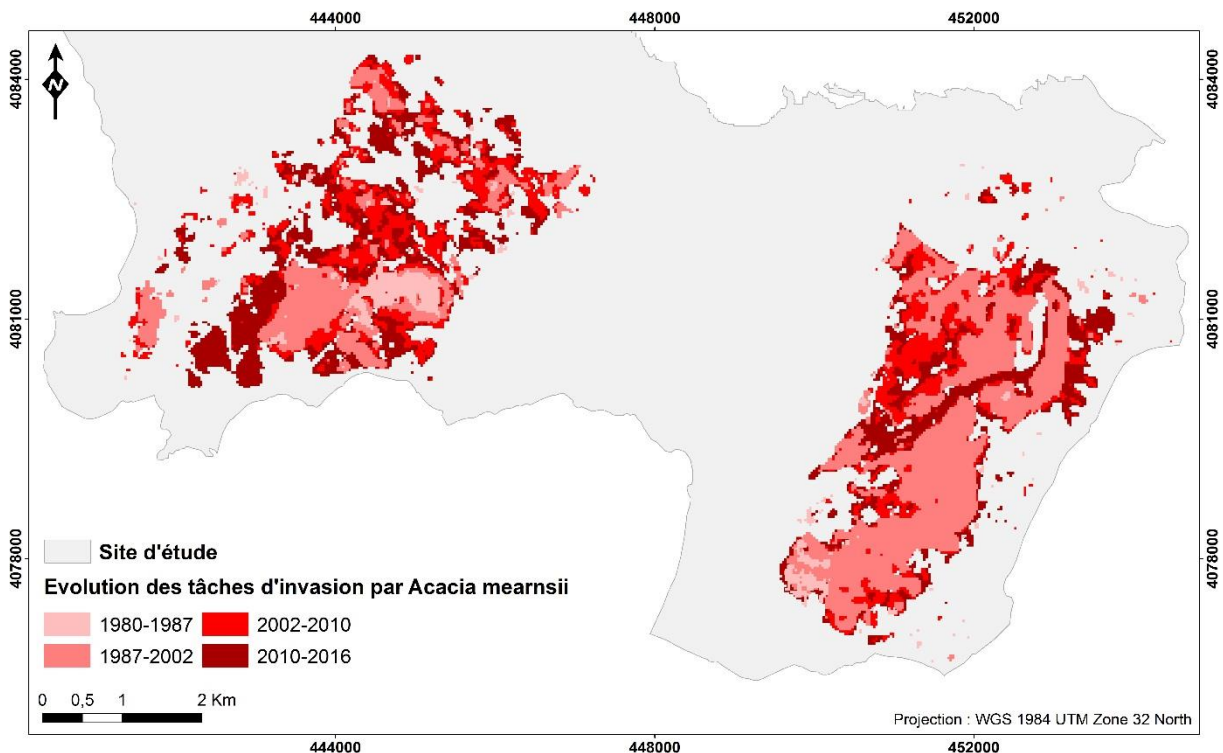 444000 448000 452000
N
4084000 4084000
4081000 4081000
4078000 4078000
Site d'étude
Evolution des tâches d'invasion par Acacia mearnsii
1980-1987 2002-2010
1987-2002 2010-2016
0 0,5 1 2 Km
Projection : WGS 1984 UTM Zone 32 North
444000 448000 452000